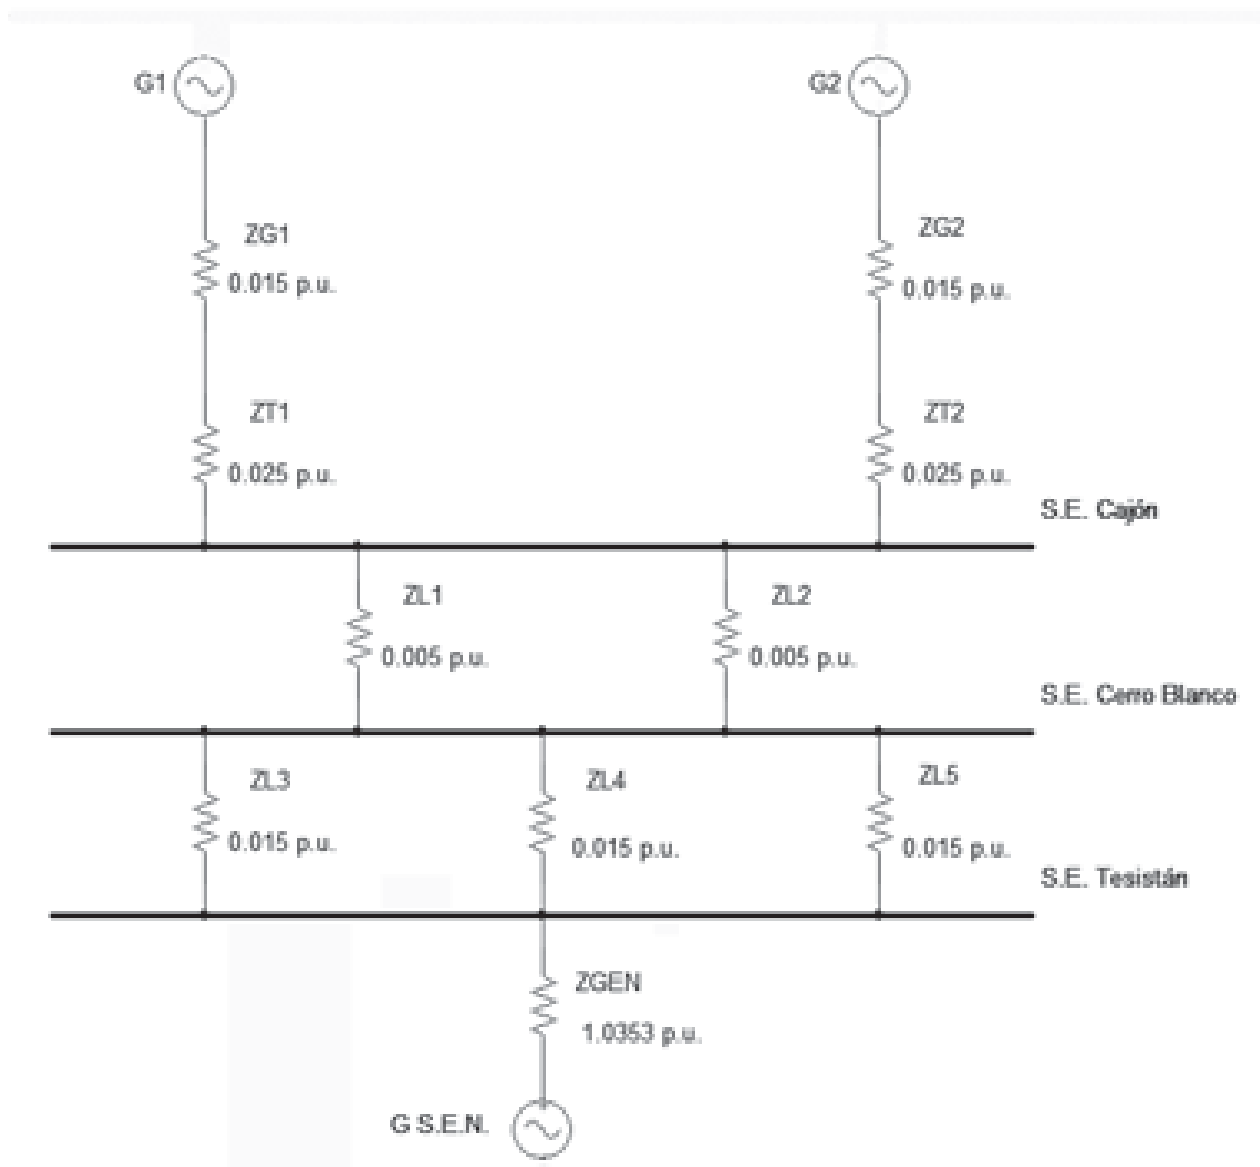 G1
G2
ZG1
0.015 p.u.
ZG2
0.015 p.u.
ZT1
0.025 p.u.
ZT2
0.025 p.u.
S.E. Cajón
ZL1
0.005 p.u.
ZL2
0.005 p.u.
S.E. Cerro Blanco
ZL3
0.015 p.u.
ZL4
0.015 p.u.
ZL5
0.015 p.u.
S.E. Tesistán
ZGEN
1.0353 p.u.
G S.E.N.